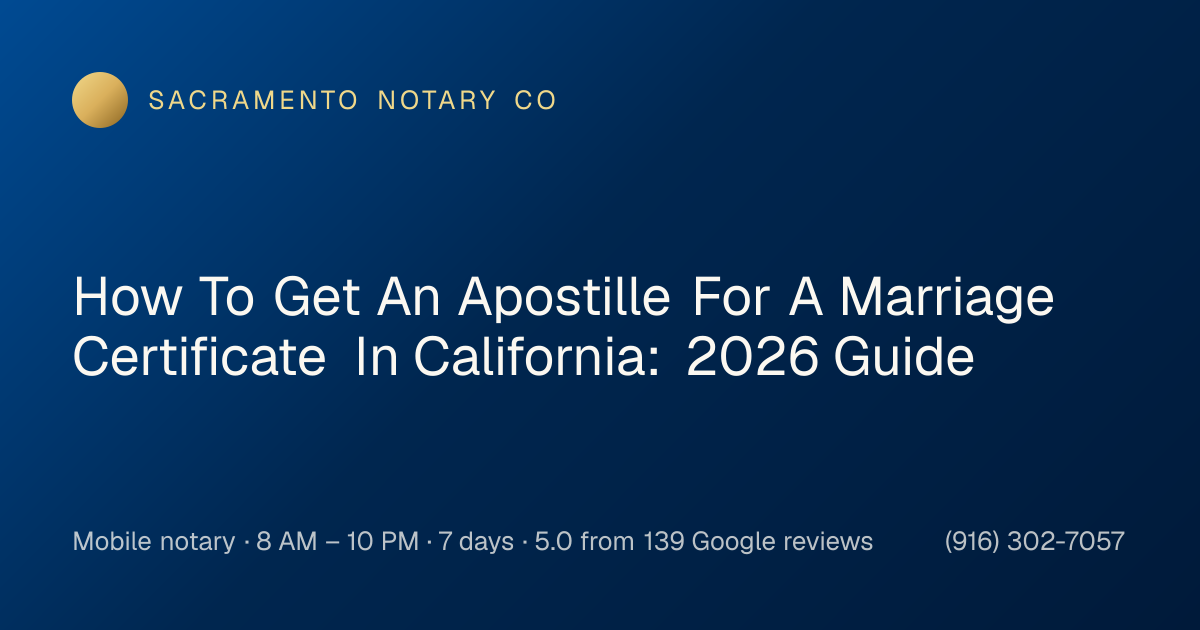 SACRAMENTO NOTARY CO
How To Get An Apostille For A Marriage
Certificate In California: 2026 Guide
Mobile notary · 8 AM – 10 PM · 7 days · 5.0 from 139 Google reviews
(916) 302-7057